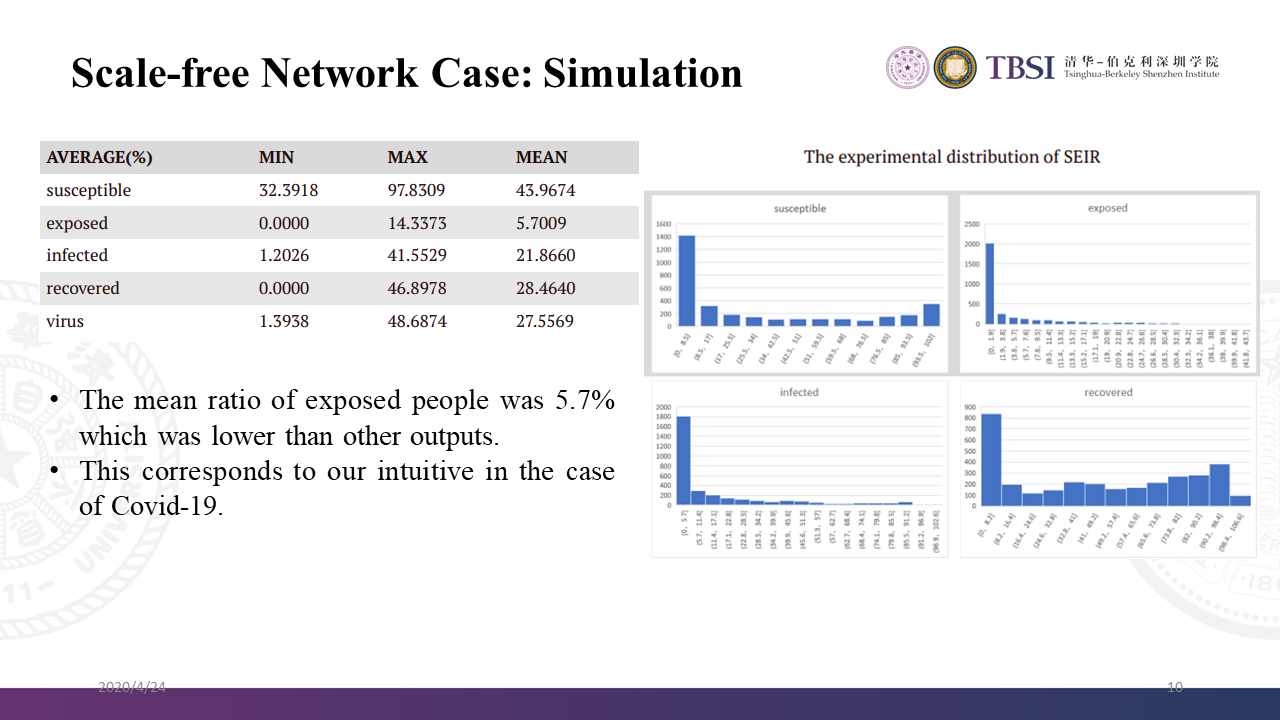 Scale-free Network Case: Simulation
TBSI
清华-伯克利深圳学院
Tsinghua-Berkeley Shenzhen Institute
AVERAGE(%) MIN MAX MEAN
susceptible 32.3918 97.8309 43.9674
exposed 0.0000 14.3373 5.7009
infected 1.2026 41.5529 21.8660
recovered 0.0000 46.8978 28.4640
virus 1.3938 48.6874 27.5569
• The mean ratio of exposed people was 5.7%
which was lower than other outputs.
• This corresponds to our intuitive in the case
of Covid-19.
The experimental distribution of SEIR
susceptible
1600
1400
1200
1000
800
600
400
200
0
[0, 8.5] (8.5, 17] (17, 25.5] (25.5, 34] (34, 42.5] (42.5, 51] (51, 59.5] (59.5, 68] (68, 76.5] (76.5, 85] (85, 93.5] (93.5, 102]
exposed
2500
2000
1500
1000
500
0
[0, 1.9] (1.9, 3.8] (3.8, 5.7] (5.7, 7.6] (7.6, 9.5] (9.5, 11.4] (11.4, 13.3] (13.3, 15.2] (15.2, 17.1] (17.1, 19] (19, 20.9] (20.9, 22.8] (22.8, 24.7] (24.7, 26.6] (26.6, 28.5] (28.5, 30.4] (30.4, 32.3] (32.3, 34.2] (34.2, 36.1] (36.1, 38] (38, 39.9] (39.9, 41.8] (41.8, 43.7]
infected
2000
1800
1600
1400
1200
1000
800
600
400
200
0
[0, 5.7] (5.7, 11.4] (11.4, 17.1] (17.1, 22.8] (22.8, 28.5] (28.5, 34.2] (34.2, 39.9] (39.9, 45.6] (45.6, 51.3] (51.3, 57] (57, 62.7] (62.7, 68.4] (68.4, 74.1] (74.1, 79.8] (79.8, 85.5] (85.5, 91.2] (91.2, 96.9] (96.9, 102.6]
recovered
900
800
700
600
500
400
300
200
100
0
[0, 8.2] (8.2, 16.4] (16.4, 24.6] (24.6, 32.8] (32.8, 41] (41, 49.2] (49.2, 57.4] (57.4, 65.6] (65.6, 73.8] (73.8, 82] (82, 90.2] (90.2, 98.4] (98.4, 106.6]
2020/4/24
10